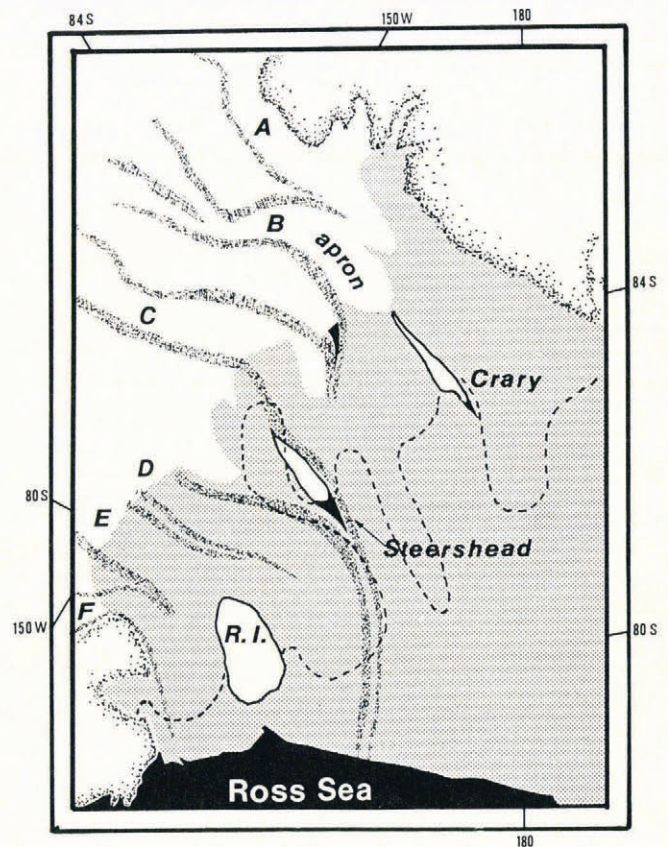 84 S
150 W
180
A
B
apron
84 S
C
Crary
D
80 S
E
Steershead
F
150 W
R. I.
80 S
Ross Sea
180